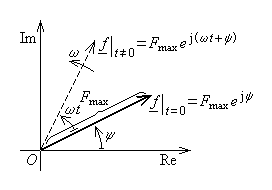 Im
f|t≠0 = Fmax e^j(ωt+ψ)
ω
ωt
Fmax
f|t=0 = Fmax e^jψ
ψ
O
Re